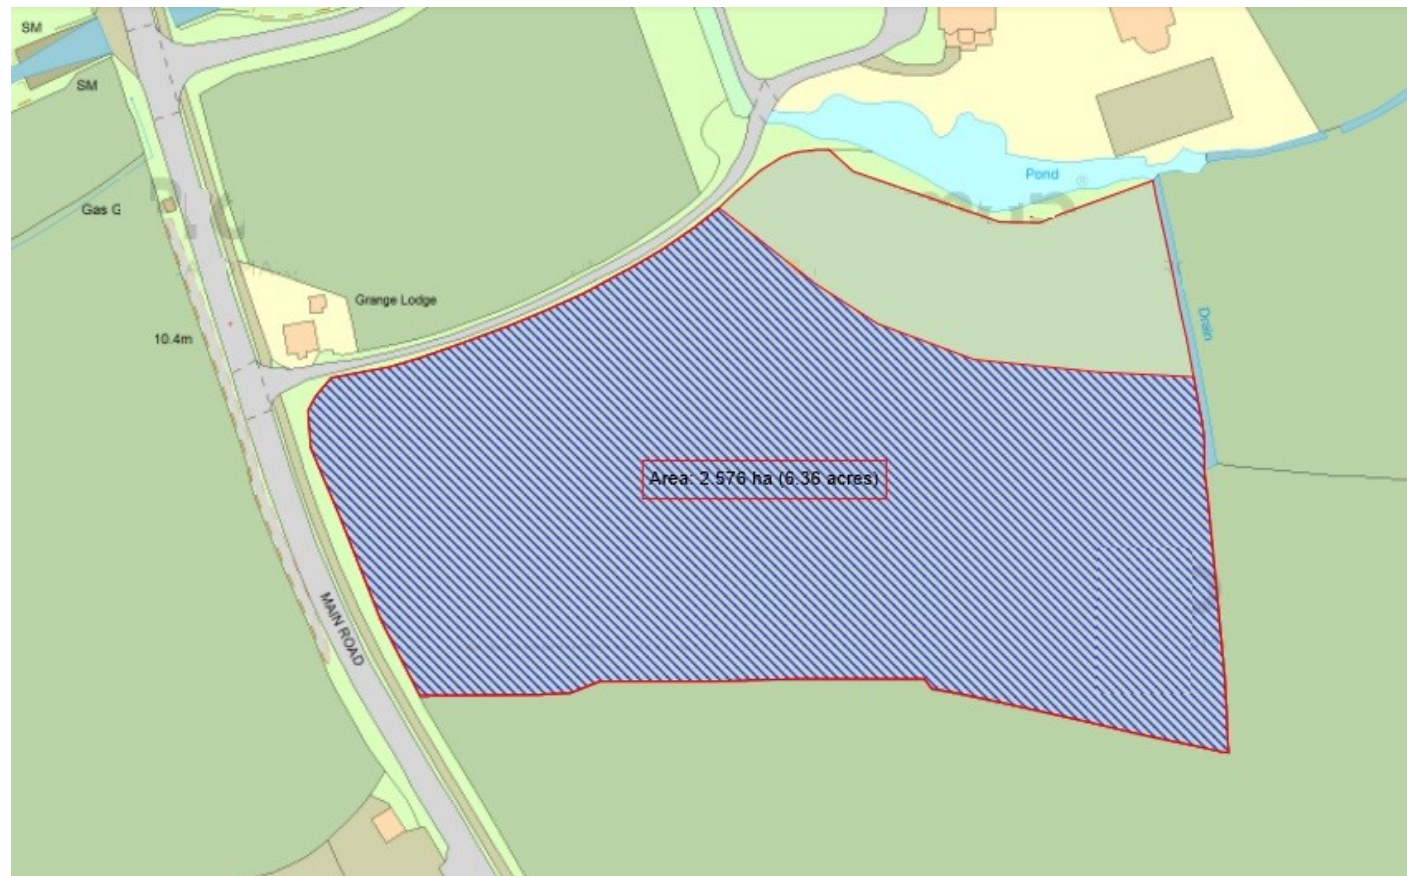 SM
SM
Pond
Gas G
Drain
Grange Lodge
10.4m
Area: 2.576 ha (6.36 acres)
MAIN ROAD